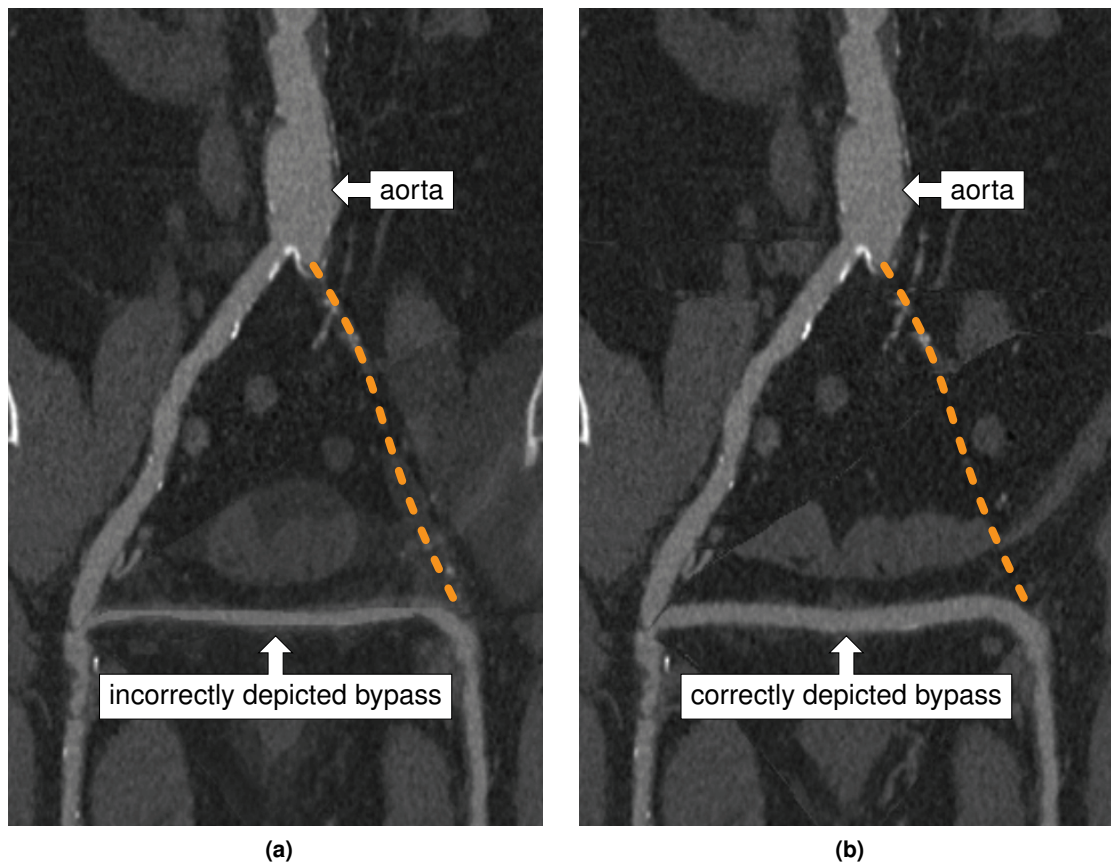 aorta
incorrectly depicted bypass
(a)
aorta
correctly depicted bypass
(b)